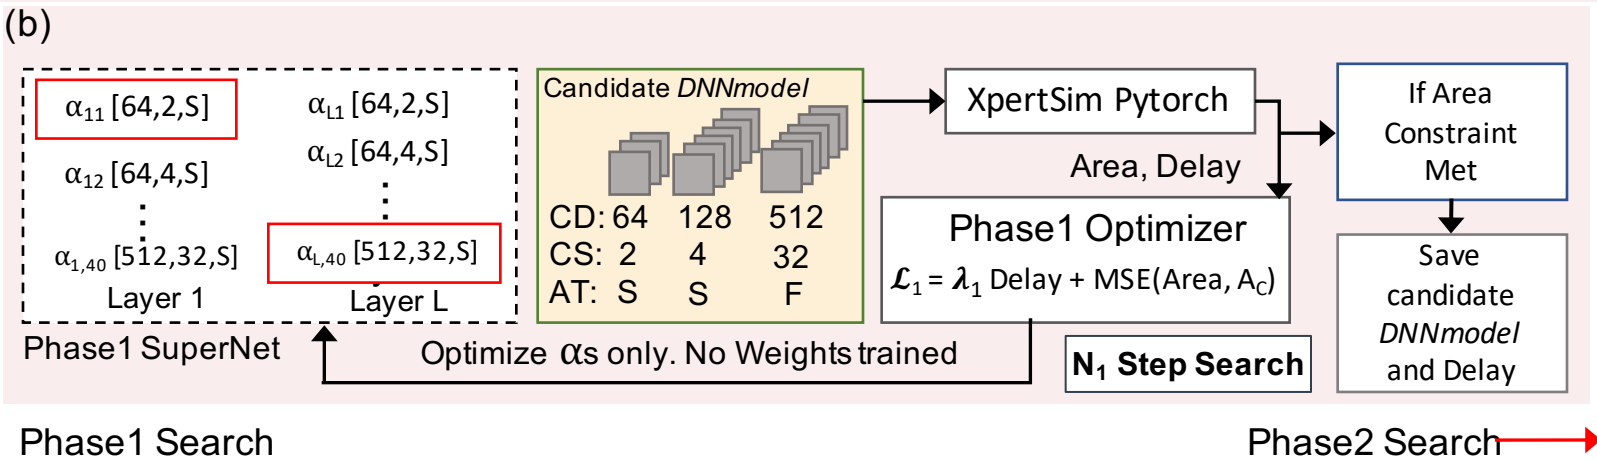 (b)
α11 [64,2,S]
α12 [64,4,S]
α1,40 [512,32,S]
Layer 1
αL1 [64,2,S]
αL2 [64,4,S]
αL,40 [512,32,S]
Layer L
Phase1 SuperNet
Candidate DNNmodel
CD: 64 128 512
CS: 2 4 32
AT: S S F
XpertSim Pytorch
Area, Delay
Phase1 Optimizer
ℒ1 = λ1 Delay + MSE(Area, AC)
If Area
Constraint
Met
Save
candidate
DNNmodel
and Delay
Optimize αs only. No Weights trained
N1 Step Search
Phase1 Search
Phase2 Search